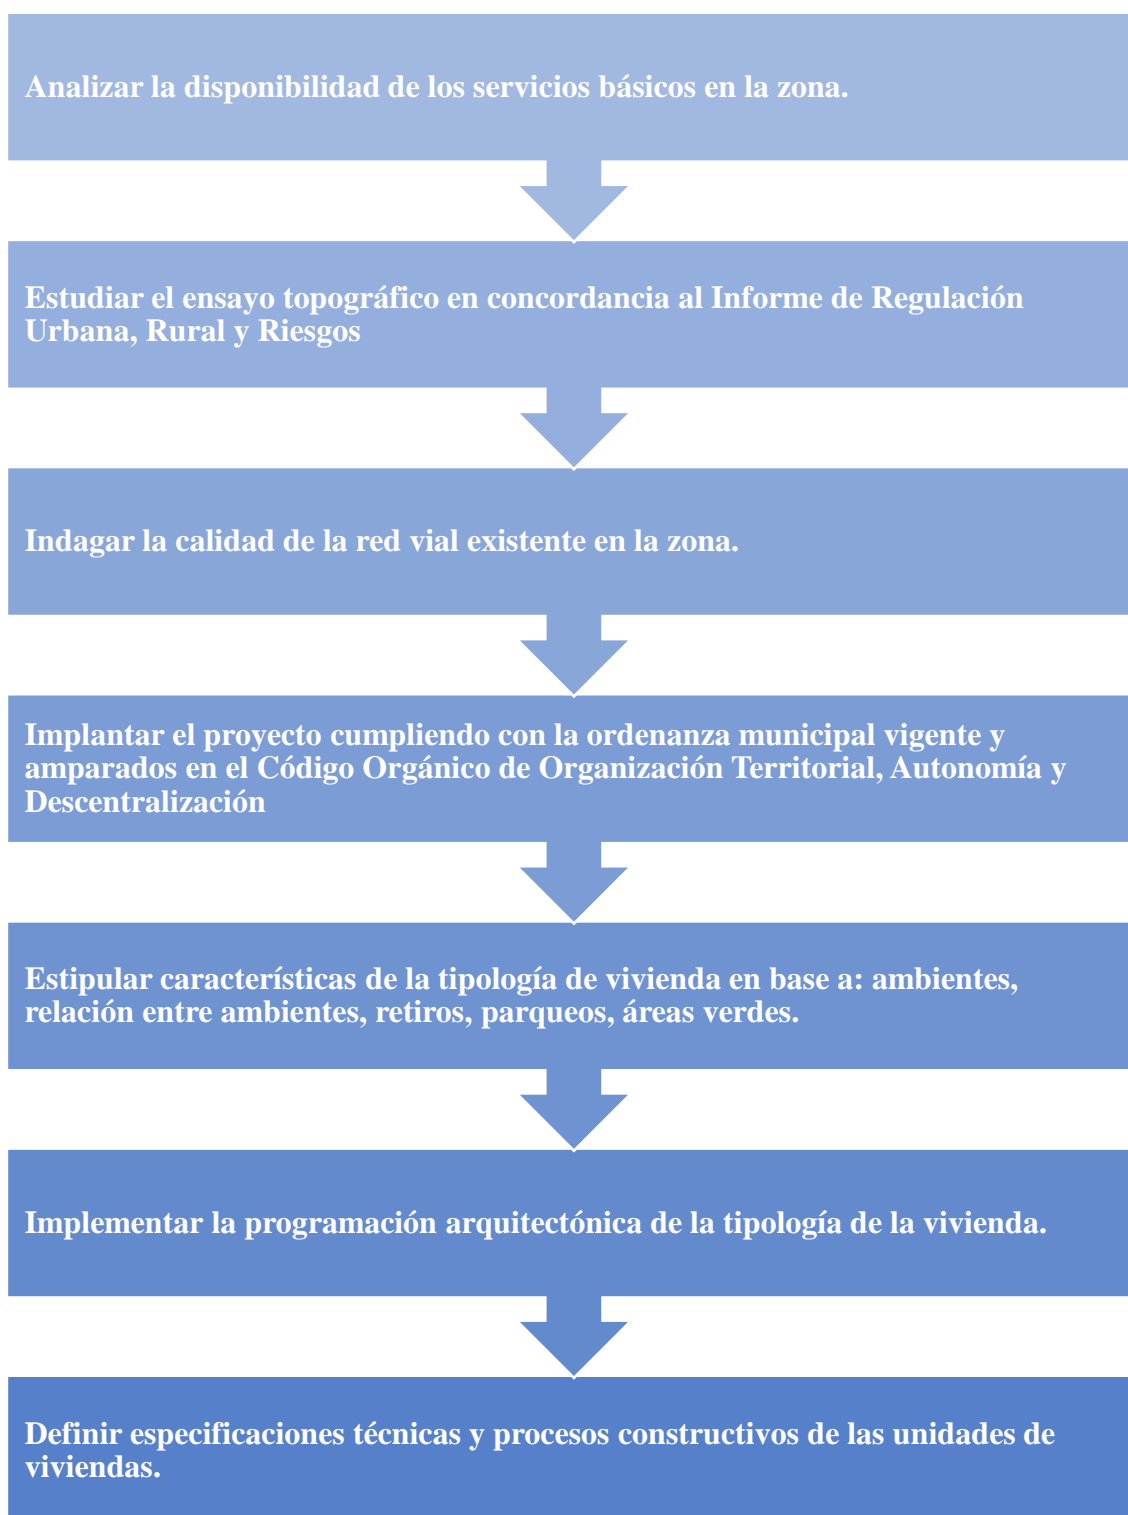 Analizar la disponibilidad de los servicios básicos en la zona.
Estudiar el ensayo topográfico en concordancia al Informe de Regulación
Urbana, Rural y Riesgos
Indagar la calidad de la red vial existente en la zona.
Implantar el proyecto cumpliendo con la ordenanza municipal vigente y
amparados en el Código Orgánico de Organización Territorial, Autonomía y
Descentralización
Estipular características de la tipología de vivienda en base a: ambientes,
relación entre ambientes, retiros, parqueos, áreas verdes.
Implementar la programación arquitectónica de la tipología de la vivienda.
Definir especificaciones técnicas y procesos constructivos de las unidades de
viviendas.